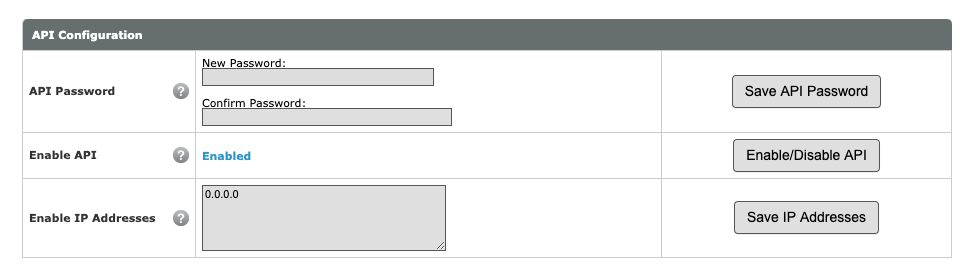 API Configuration
API Password ?
New Password:
Confirm Password:
Save API Password
Enable API ?
Enabled
Enable/Disable API
Enable IP Addresses ?
0.0.0.0
Save IP Addresses